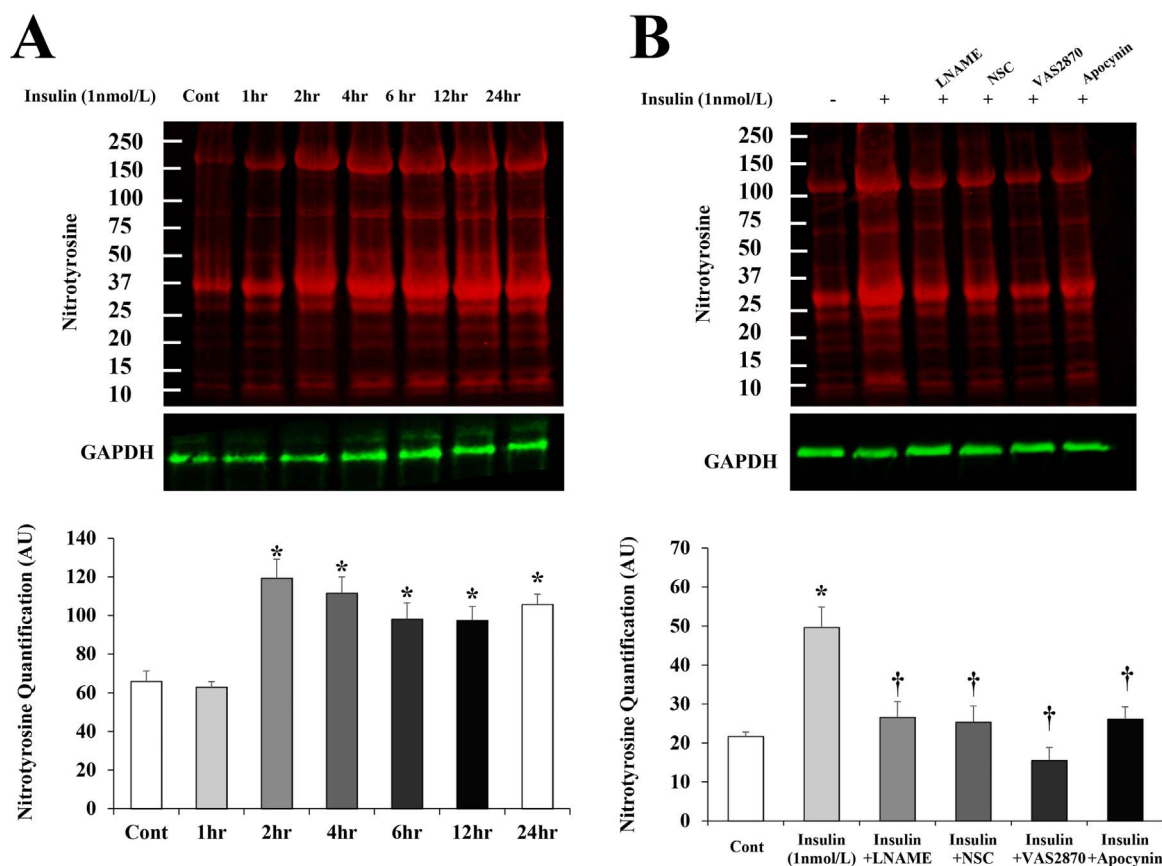 A
Insulin (1nmol/L) Cont 1hr 2hr 4hr 6 hr 12hr 24hr
Nitrotyrosine
250
150
100
75
50
37
25
20
15
10
GAPDH
Nitrotyrosine Quantification (AU)
140
120
100
80
60
40
20
0
* * * * *
Cont 1hr 2hr 4hr 6hr 12hr 24hr
B
LNAME NSC VAS2870 Apocynin
Insulin (1nmol/L) - + + + + +
Nitrotyrosine
250
150
100
75
50
37
25
20
15
10
GAPDH
Nitrotyrosine Quantification (AU)
70
60
50
40
30
20
10
0
* † † † †
Cont Insulin Insulin Insulin Insulin Insulin
(1nmol/L) +LNAME +NSC +VAS2870 +Apocynin